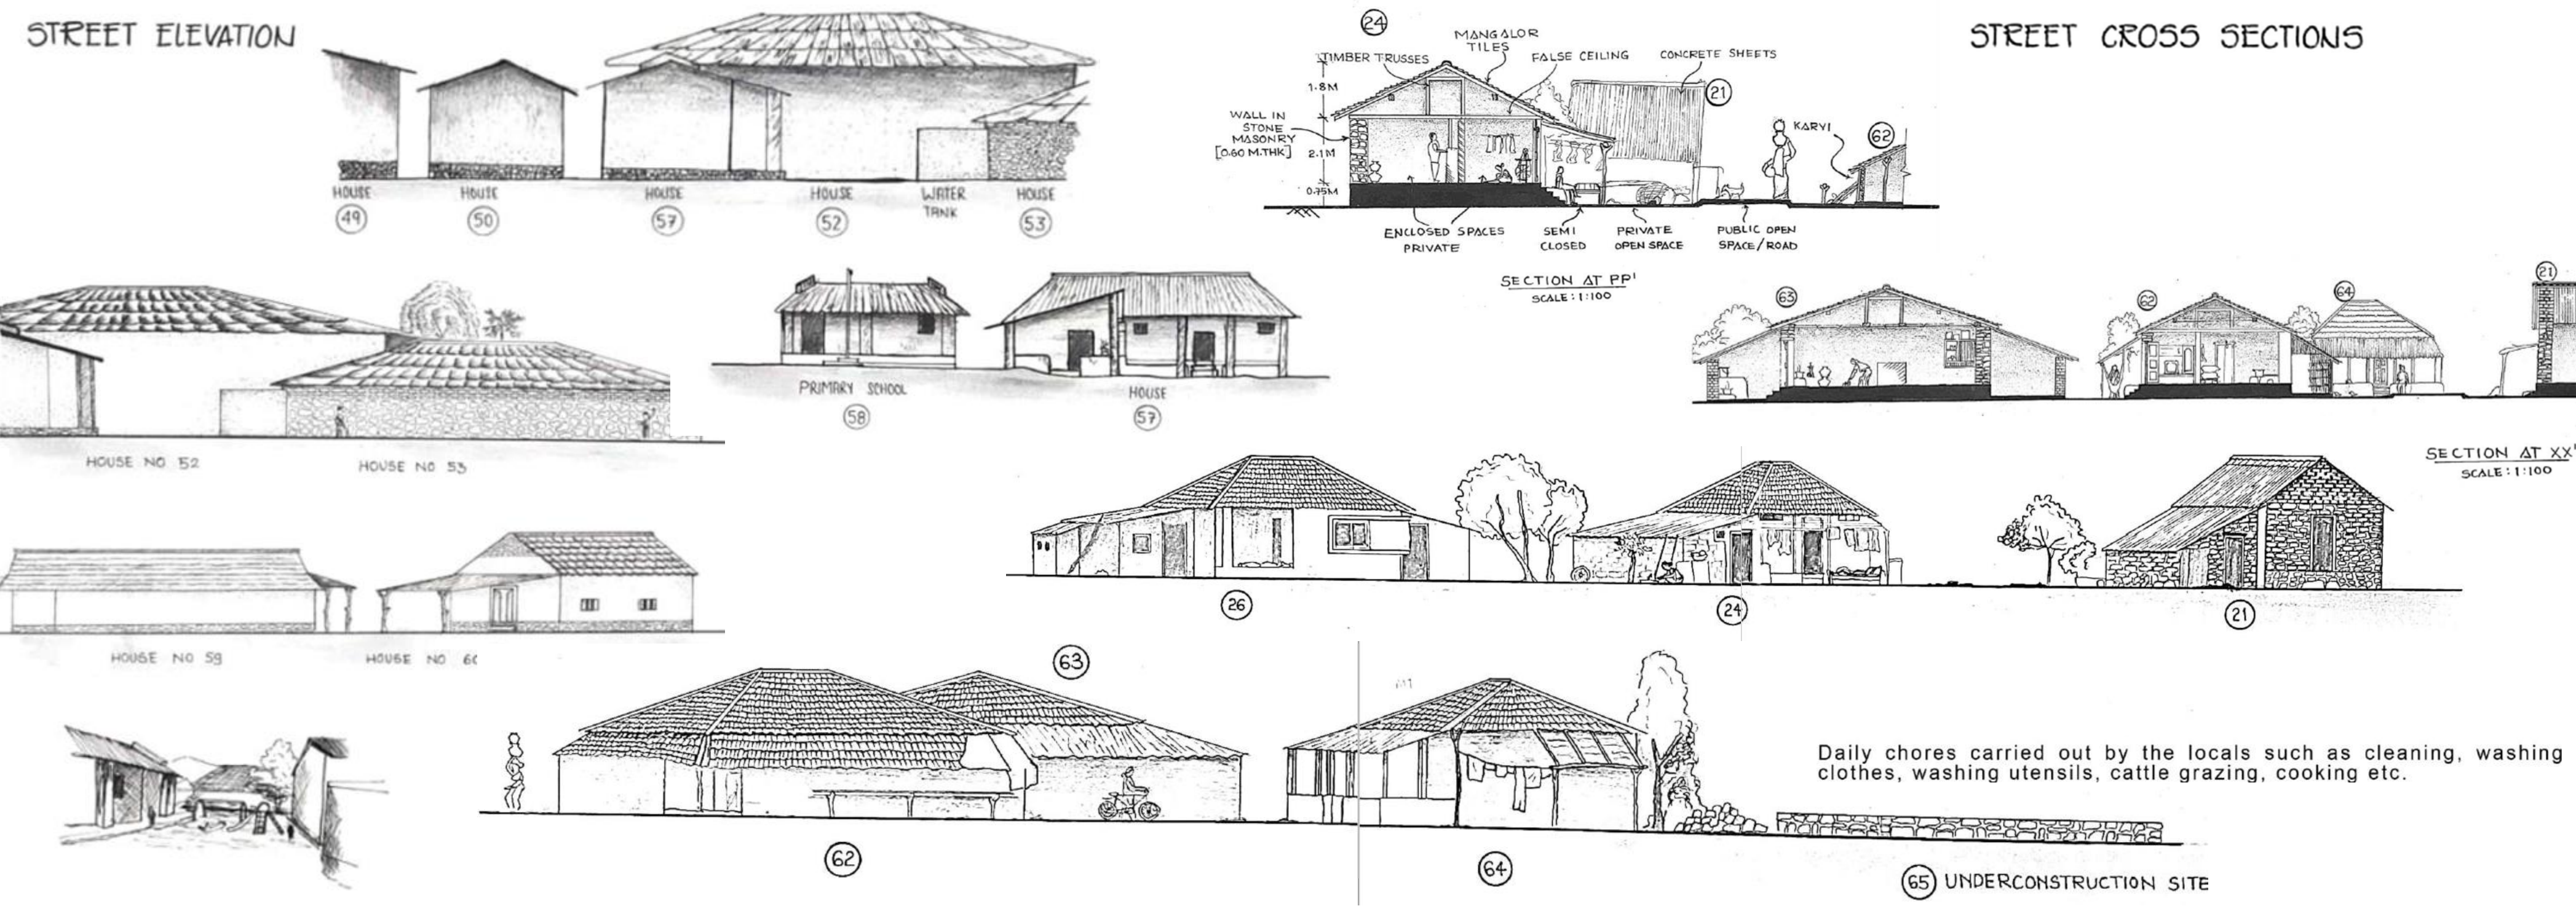 STREET ELEVATION
HOUSE
49
HOUSE
50
HOUSE
57
HOUSE
52
WATER
TANK
HOUSE
53
STREET CROSS SECTIONS
24
MANGALOR
TILES
TIMBER TRUSSES
FALSE CEILING
CONCRETE SHEETS
1.8M
21
WALL IN
STONE
MASONRY
[0.60 M.THK]
KARVI
62
2.1M
0.75M
ENCLOSED SPACES
PRIVATE
SEMI
CLOSED
PRIVATE
OPEN SPACE
PUBLIC OPEN
SPACE/ROAD
SECTION AT PP'
SCALE:1:100
HOUSE NO 52
HOUSE NO 53
PRIMARY SCHOOL
58
HOUSE
57
63
62
64
21
SECTION AT XX'
SCALE:1:100
26
24
21
HOUSE NO 59
HOUSE NO
63
62
64
Daily chores carried out by the locals such as cleaning, washing
clothes, washing utensils, cattle grazing, cooking etc.
65 UNDERCONSTRUCTION SITE